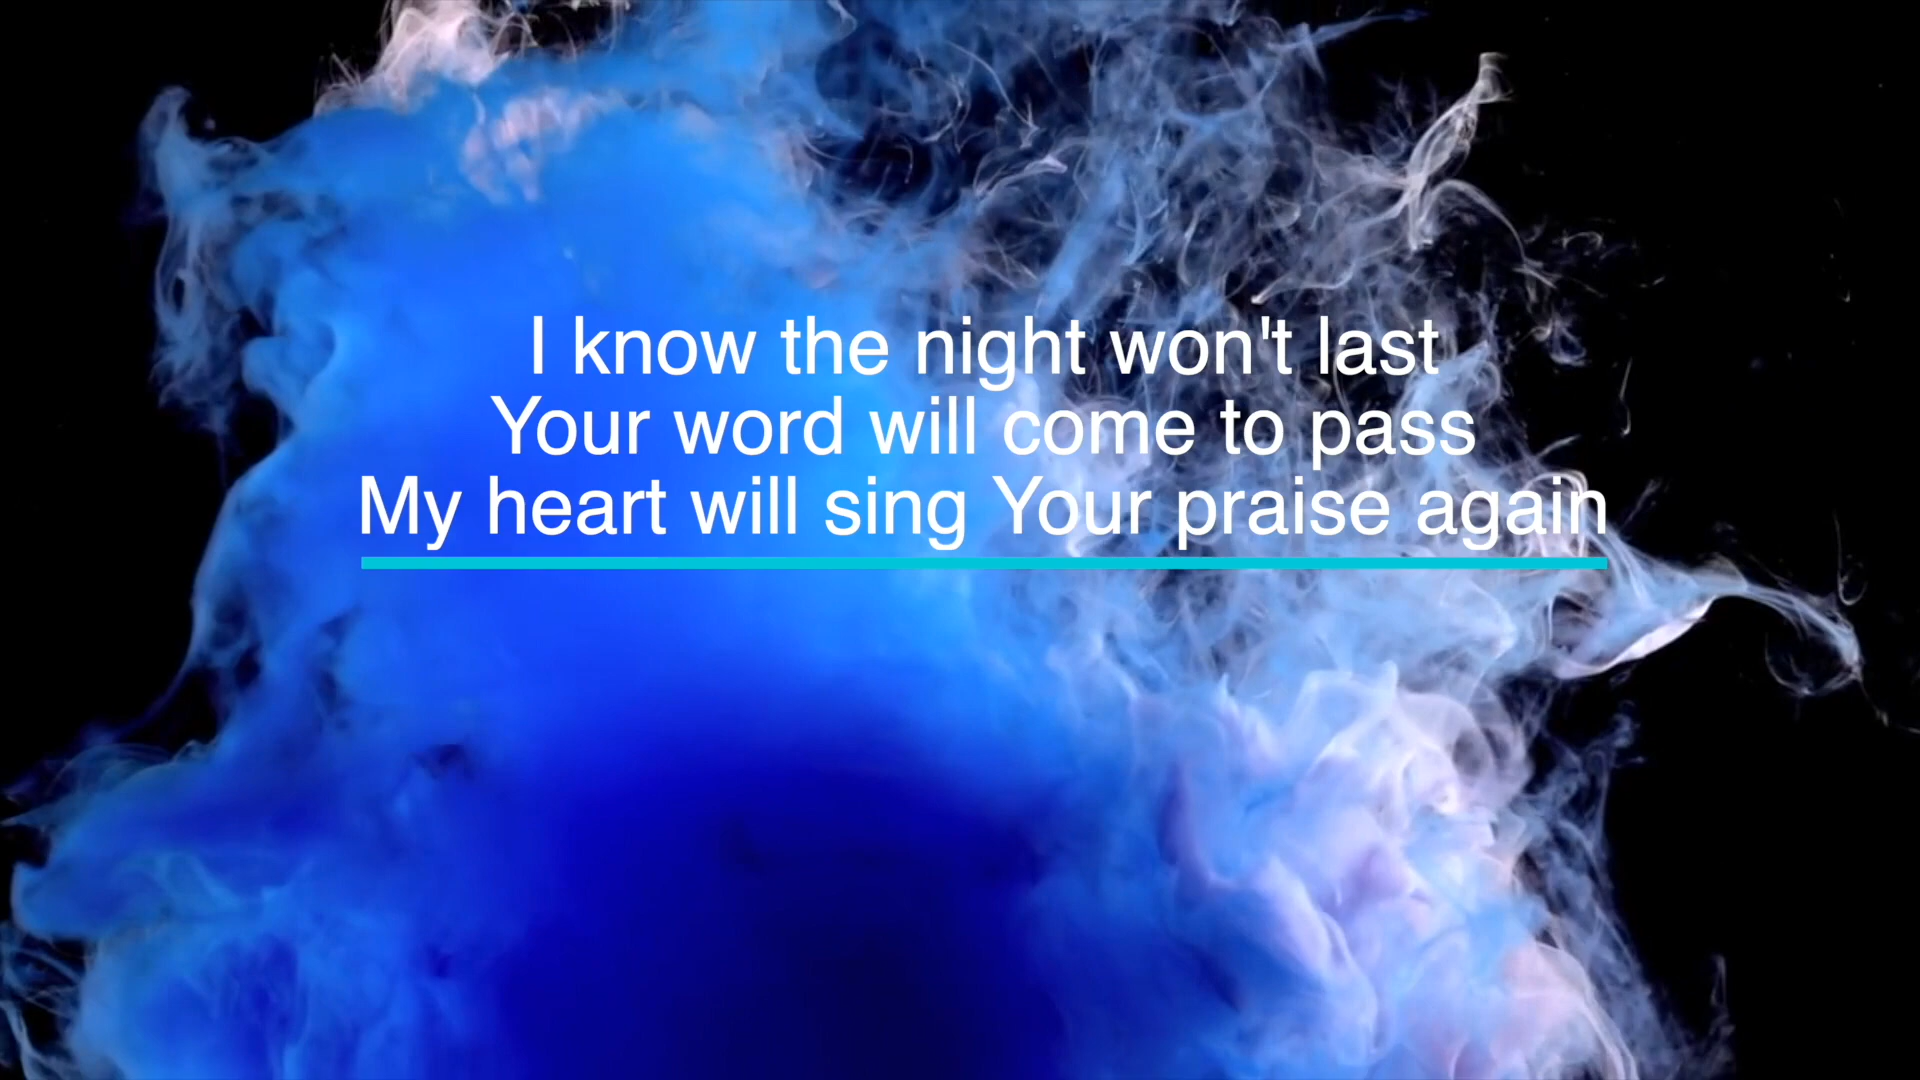 I know the night won't last
Your word will come to pass
My heart will sing Your praise again